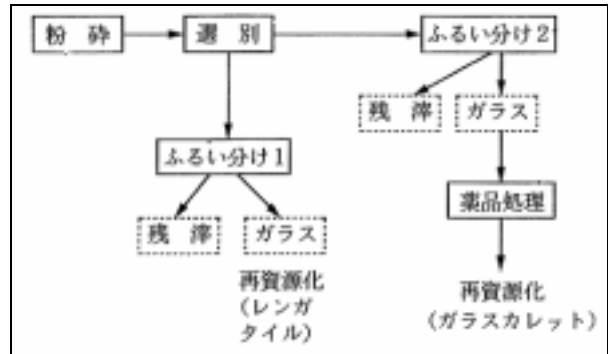 粉砕
選別
ふるい分け2
残滓
ガラス
ふるい分け1
薬品処理
残滓
ガラス
再資源化
(レンガ
タイル)
再資源化
(ガラスカレット)